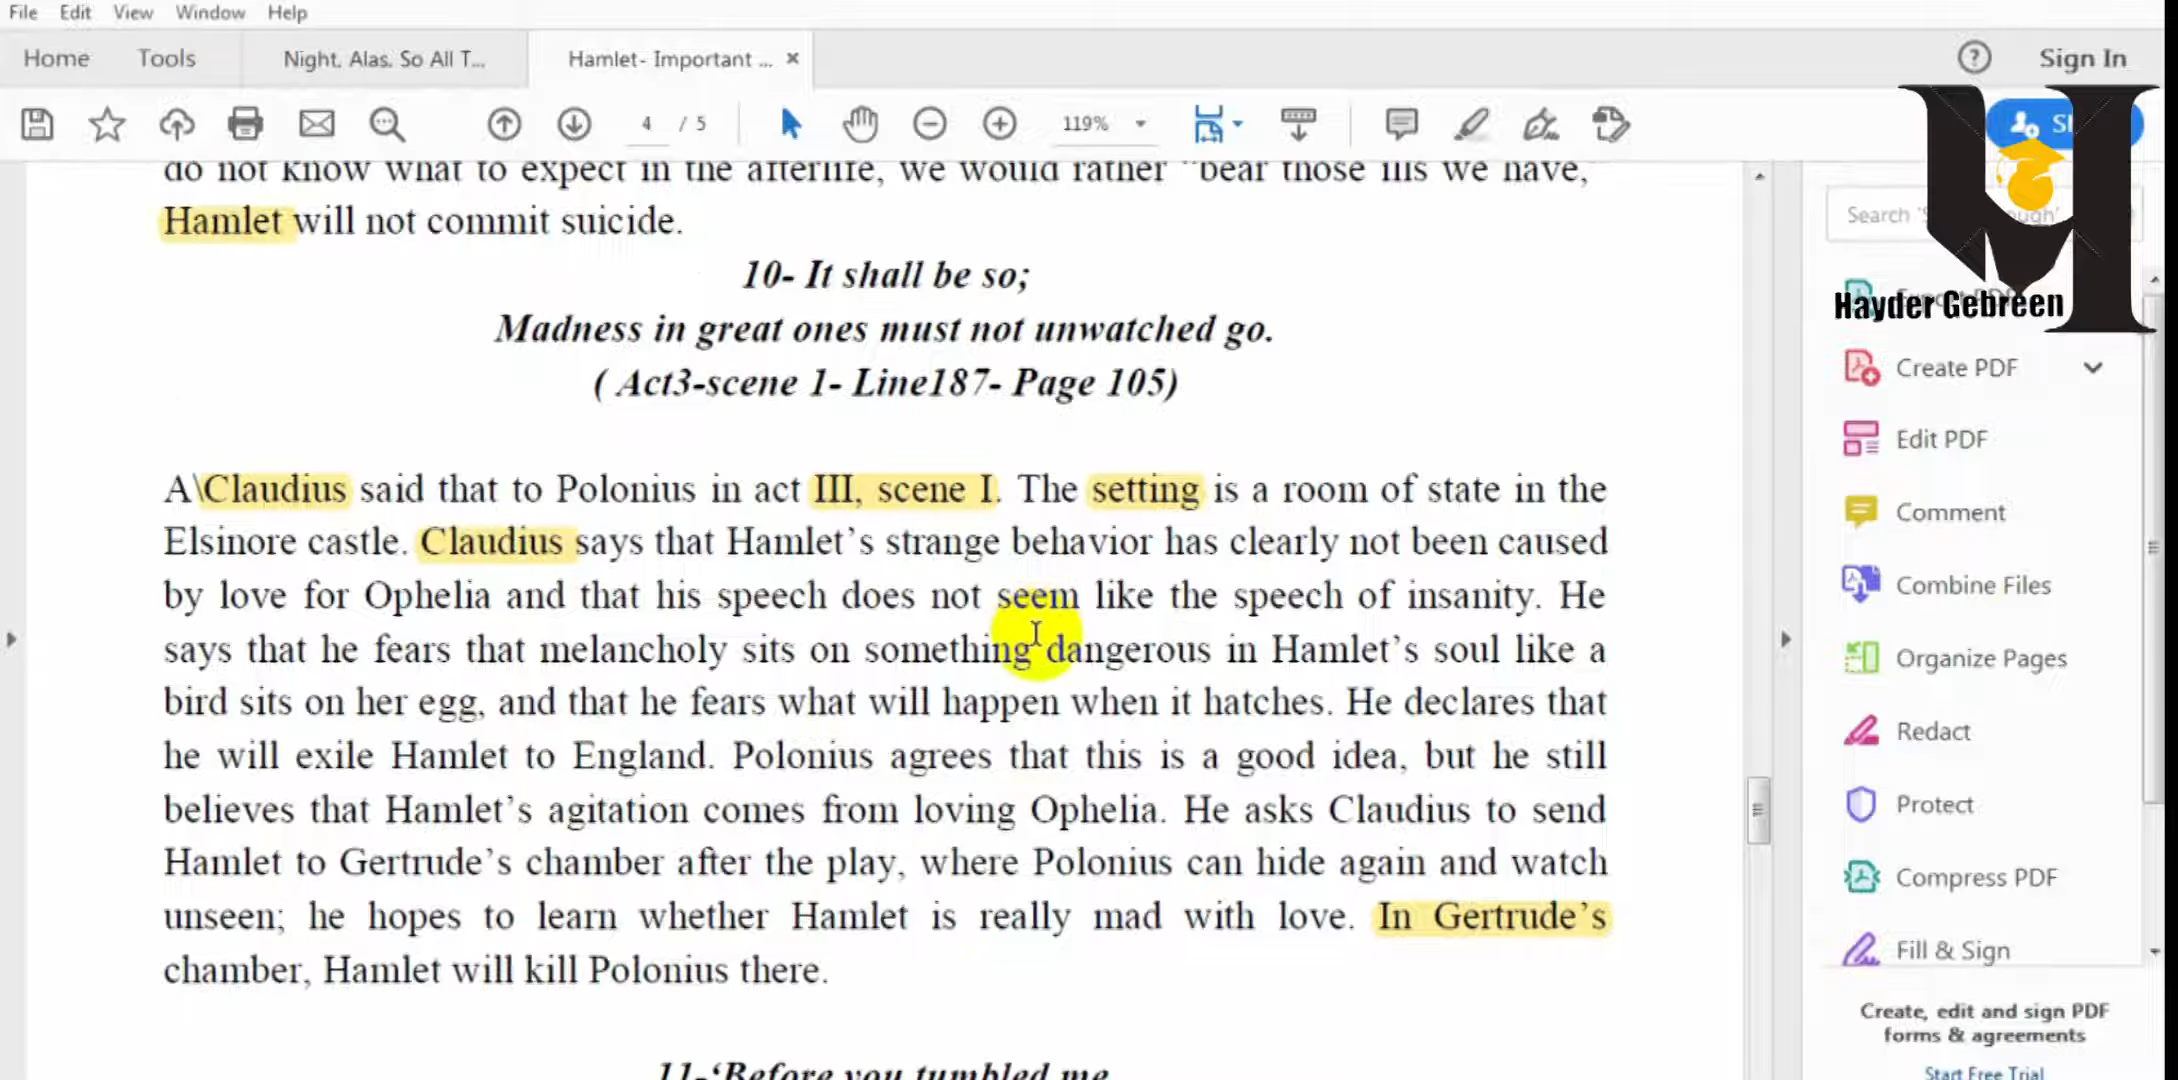 File Edit View Window Help
Home Tools Night, Alas, So All T... Hamlet- Important ... × Sign In
4 / 5 119%
do not know what to expect in the afterlife, we would rather "bear those ills we have,"
Hamlet will not commit suicide.
10- It shall be so;
Madness in great ones must not unwatched go.
( Act3-scene 1- Line187- Page 105)
A\Claudius said that to Polonius in act III, scene I. The setting is a room of state in the
Elsinore castle. Claudius says that Hamlet's strange behavior has clearly not been caused
by love for Ophelia and that his speech does not seem like the speech of insanity. He
says that he fears that melancholy sits on something dangerous in Hamlet's soul like a
bird sits on her egg, and that he fears what will happen when it hatches. He declares that
he will exile Hamlet to England. Polonius agrees that this is a good idea, but he still
believes that Hamlet's agitation comes from loving Ophelia. He asks Claudius to send
Hamlet to Gertrude's chamber after the play, where Polonius can hide again and watch
unseen; he hopes to learn whether Hamlet is really mad with love. In Gertrude's
chamber, Hamlet will kill Polonius there.
11-‘Before you tumbled me
Search
Hayder Gebreen
Create PDF
Edit PDF
Comment
Combine Files
Organize Pages
Redact
Protect
Compress PDF
Fill & Sign
Create, edit and sign PDF
forms & agreements
Start Free Trial